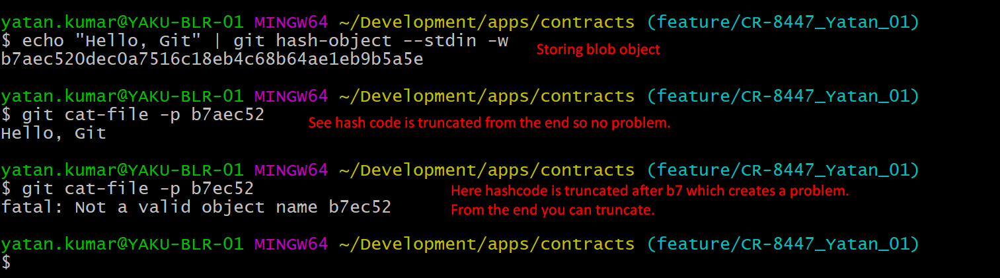 yatan.kumar@YAKU-BLR-01 MINGW64 ~/Development/apps/contracts (feature/CR-8447_Yatan_01)
$ echo "Hello, Git" | git hash-object --stdin -w
Storing blob object
b7aec520dec0a7516c18eb4c68b64ae1eb9b5a5e
yatan.kumar@YAKU-BLR-01 MINGW64 ~/Development/apps/contracts (feature/CR-8447_Yatan_01)
$ git cat-file -p b7aec52
See hash code is truncated from the end so no problem.
Hello, Git
yatan.kumar@YAKU-BLR-01 MINGW64 ~/Development/apps/contracts (feature/CR-8447_Yatan_01)
$ git cat-file -p b7ec52
Here hashcode is truncated after b7 which creates a problem.
fatal: Not a valid object name b7ec52
From the end you can truncate.
yatan.kumar@YAKU-BLR-01 MINGW64 ~/Development/apps/contracts (feature/CR-8447_Yatan_01)
$